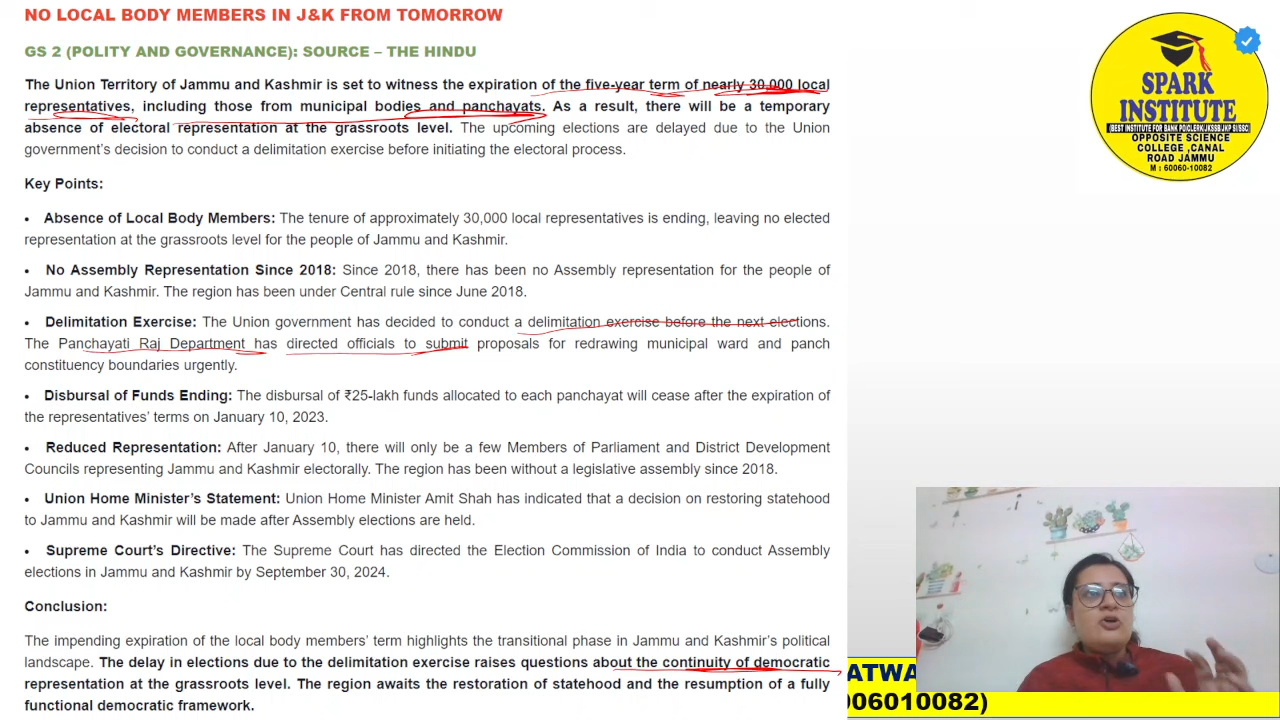 NO LOCAL BODY MEMBERS IN J&K FROM TOMORROW
GS 2 (POLITY AND GOVERNANCE): SOURCE – THE HINDU
The Union Territory of Jammu and Kashmir is set to witness the expiration of the five-year term of nearly 30,000 local
representatives, including those from municipal bodies and panchayats. As a result, there will be a temporary
absence of electoral representation at the grassroots level. The upcoming elections are delayed due to the Union
government's decision to conduct a delimitation exercise before initiating the electoral process.
Key Points:
• Absence of Local Body Members: The tenure of approximately 30,000 local representatives is ending, leaving no elected
representation at the grassroots level for the people of Jammu and Kashmir.
• No Assembly Representation Since 2018: Since 2018, there has been no Assembly representation for the people of
Jammu and Kashmir. The region has been under Central rule since June 2018.
• Delimitation Exercise: The Union government has decided to conduct a delimitation exercise before the next elections.
The Panchayati Raj Department has directed officials to submit proposals for redrawing municipal ward and panch
constituency boundaries urgently.
• Disbursal of Funds Ending: The disbursal of ₹25-lakh funds allocated to each panchayat will cease after the expiration of
the representatives' terms on January 10, 2023.
• Reduced Representation: After January 10, there will only be a few Members of Parliament and District Development
Councils representing Jammu and Kashmir electorally. The region has been without a legislative assembly since 2018.
• Union Home Minister's Statement: Union Home Minister Amit Shah has indicated that a decision on restoring statehood
to Jammu and Kashmir will be made after Assembly elections are held.
• Supreme Court's Directive: The Supreme Court has directed the Election Commission of India to conduct Assembly
elections in Jammu and Kashmir by September 30, 2024.
Conclusion:
The impending expiration of the local body members' term highlights the transitional phase in Jammu and Kashmir's political
landscape. The delay in elections due to the delimitation exercise raises questions about the continuity of democratic
representation at the grassroots level. The region awaits the restoration of statehood and the resumption of a fully
functional democratic framework.
SPARK
INSTITUTE
(BEST INSTITUTE FOR BANK PO/CLERK/JKSSB/JKP SI/SSC)
OPPOSITE SCIENCE
COLLEGE ,CANAL
ROAD JAMMU
M : 60060-10082
ATWA
006010082)